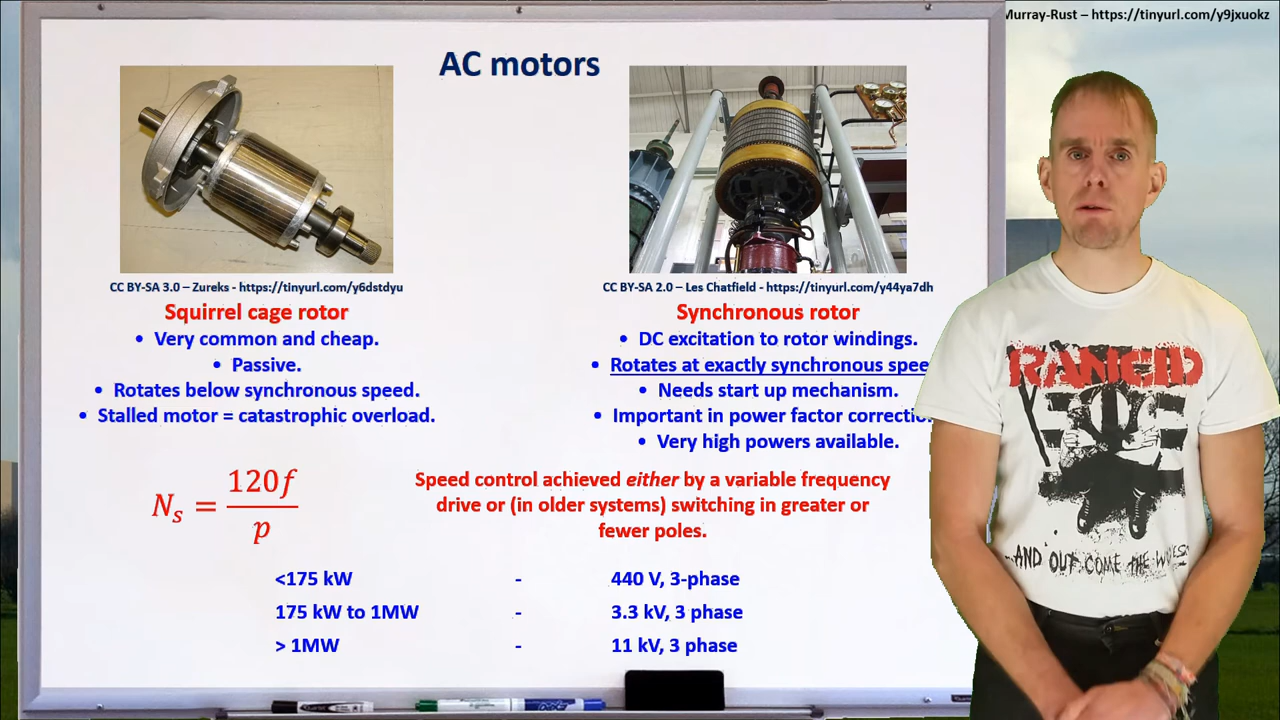 Murray-Rust – https://tinyurl.com/y9jxuokz
AC motors
CC BY-SA 3.0 – Zureks - https://tinyurl.com/y6dstdyu
Squirrel cage rotor
• Very common and cheap.
• Passive.
• Rotates below synchronous speed.
• Stalled motor = catastrophic overload.
CC BY-SA 2.0 – Les Chatfield - https://tinyurl.com/y44ya7dh
Synchronous rotor
• DC excitation to rotor windings.
• Rotates at exactly synchronous spee
• Needs start up mechanism.
• Important in power factor correctio
• Very high powers available.
N_s = 120f / p
Speed control achieved either by a variable frequency
drive or (in older systems) switching in greater or
fewer poles.
<175 kW - 440 V, 3-phase
175 kW to 1MW - 3.3 kV, 3 phase
> 1MW - 11 kV, 3 phase
RANCID
...AND OUT COME THE